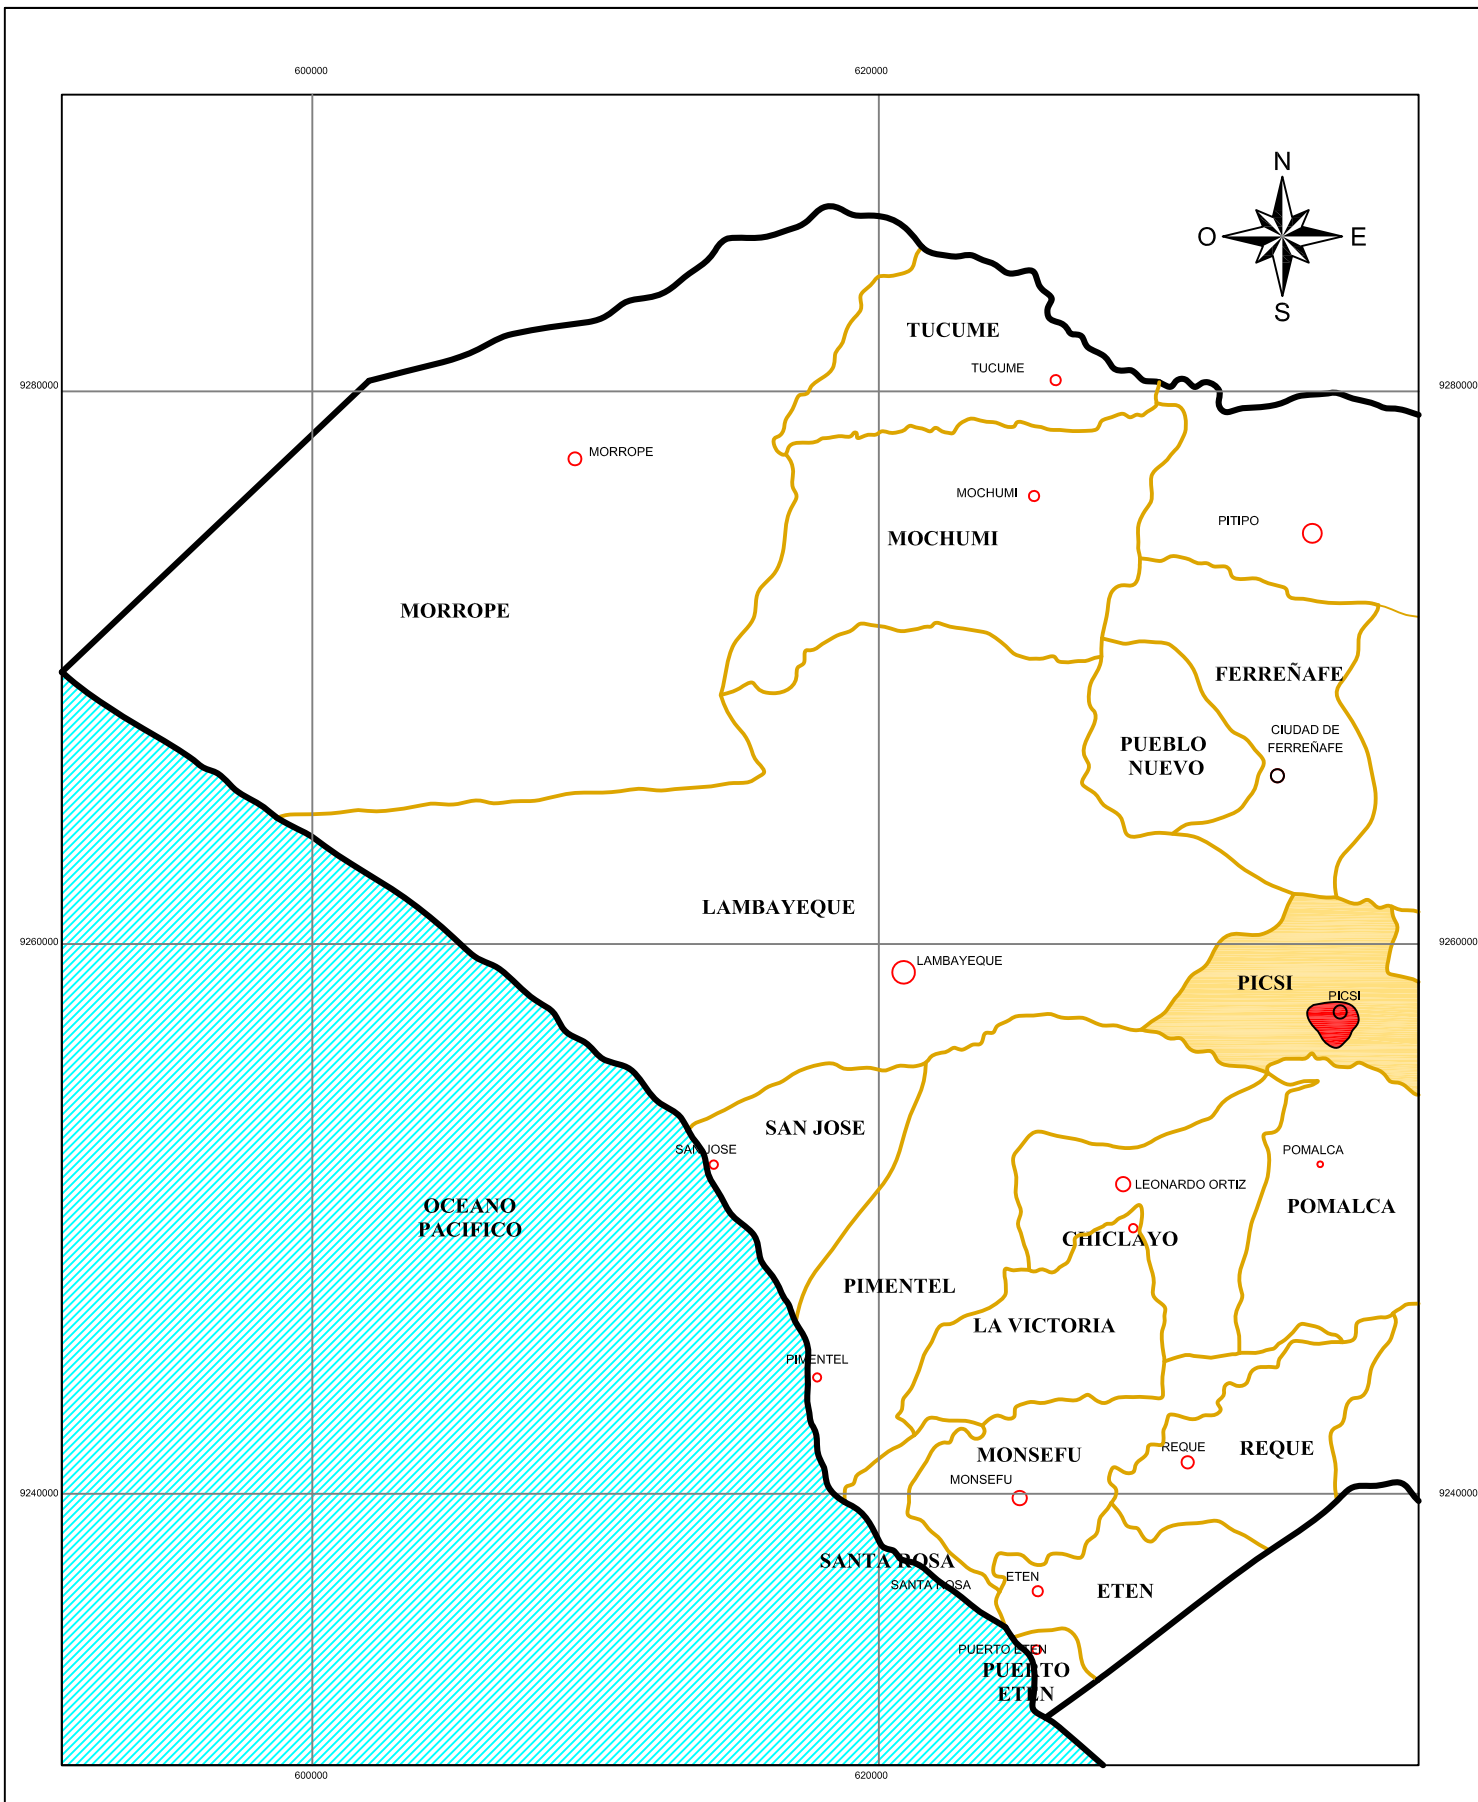 600000
620000
N
O
E
S
TUCUME
TUCUME
9280000
9280000
MORROPE
MOCHUMI
PITIPO
MOCHUMI
MORROPE
FERREÑAFE
CIUDAD DE
FERREÑAFE
PUEBLO
NUEVO
LAMBAYEQUE
9260000
9260000
LAMBAYEQUE
PICSI
PICSI
SAN JOSE
SAN JOSE
POMALCA
LEONARDO ORTIZ
POMALCA
OCEANO
PACIFICO
CHICLAYO
PIMENTEL
LA VICTORIA
PIMENTEL
REQUE
REQUE
MONSEFU
MONSEFU
9240000
9240000
SANTA ROSA
SANTA ROSA
ETEN
ETEN
PUERTO ETEN
PUERTO
ETEN
600000
620000